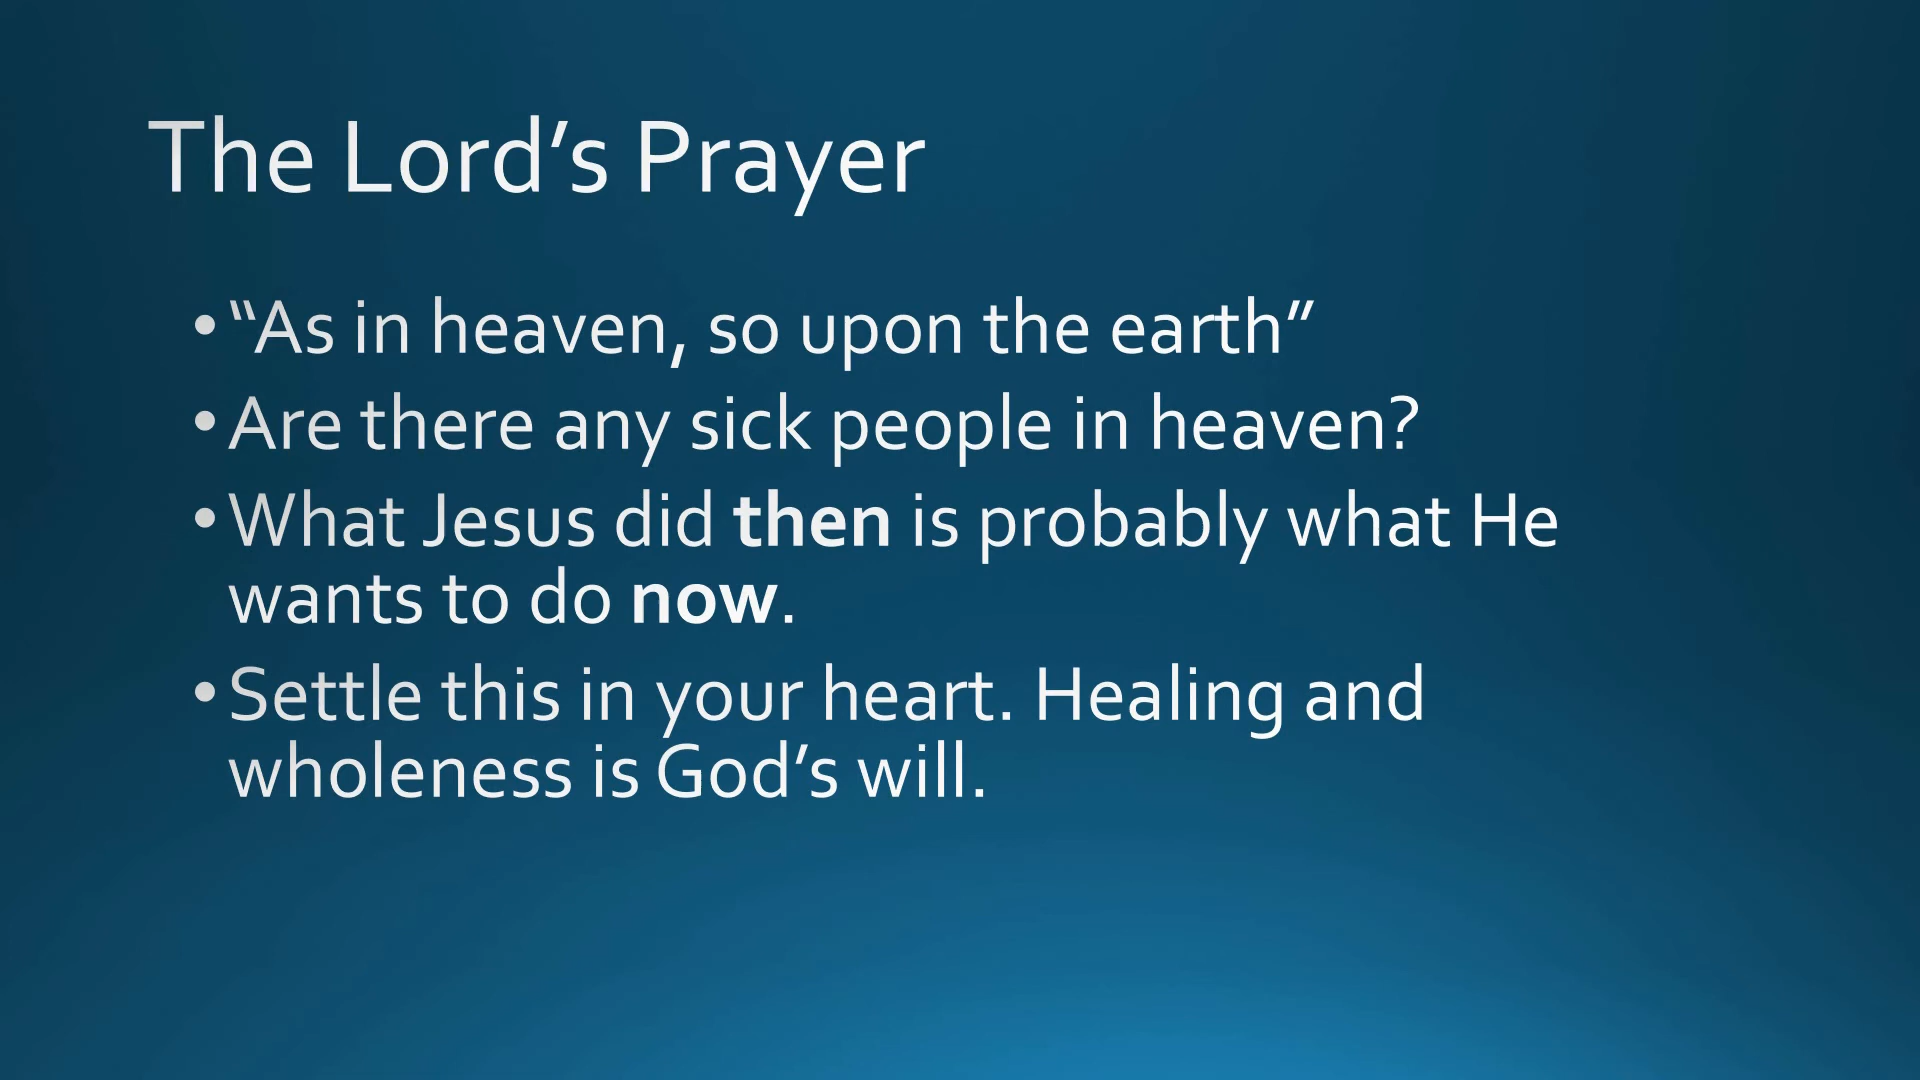 The Lord’s Prayer
•“As in heaven, so upon the earth”
•Are there any sick people in heaven?
•What Jesus did then is probably what He
wants to do now.
•Settle this in your heart. Healing and
wholeness is God’s will.